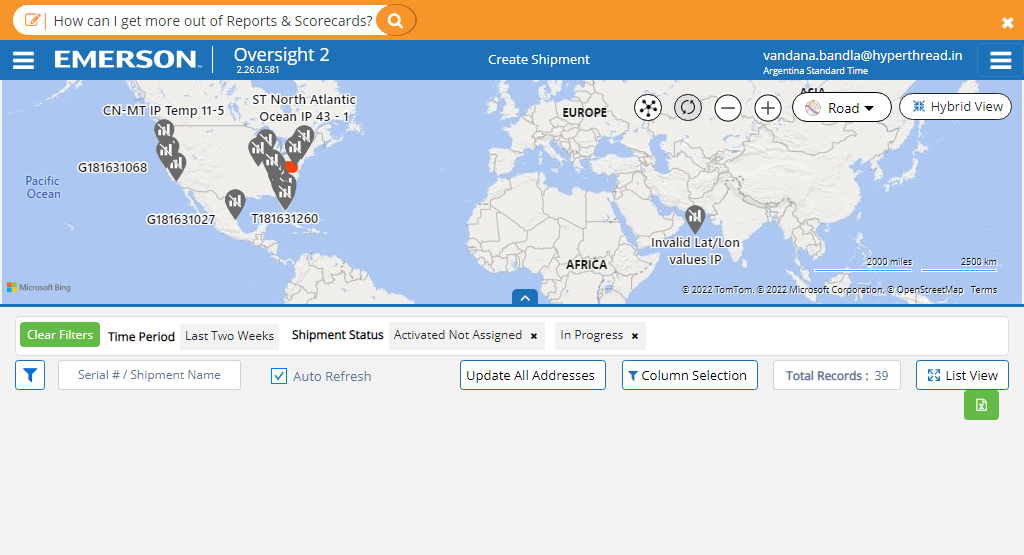 How can I get more out of Reports & Scorecards?
EMERSON
Oversight 2
2.26.0.581
Create Shipment
vandana.bandla@hyperthread.in
Argentina Standard Time
CN-MT IP Temp 11-5
ST North Atlantic
Ocean IP 43 - 1
EUROPE
ASIA
Road
Hybrid View
G181631068
Pacific
Ocean
G181631027
T181631260
Invalid Lat/Lon
values IP
AFRICA
2000 miles
2500 km
Microsoft Bing
© 2022 TomTom, © 2022 Microsoft Corporation, © OpenStreetMap Terms
Clear Filters
Time Period
Last Two Weeks
Shipment Status
Activated Not Assigned ×
In Progress ×
Serial # / Shipment Name
Auto Refresh
Update All Addresses
Column Selection
Total Records : 39
List View